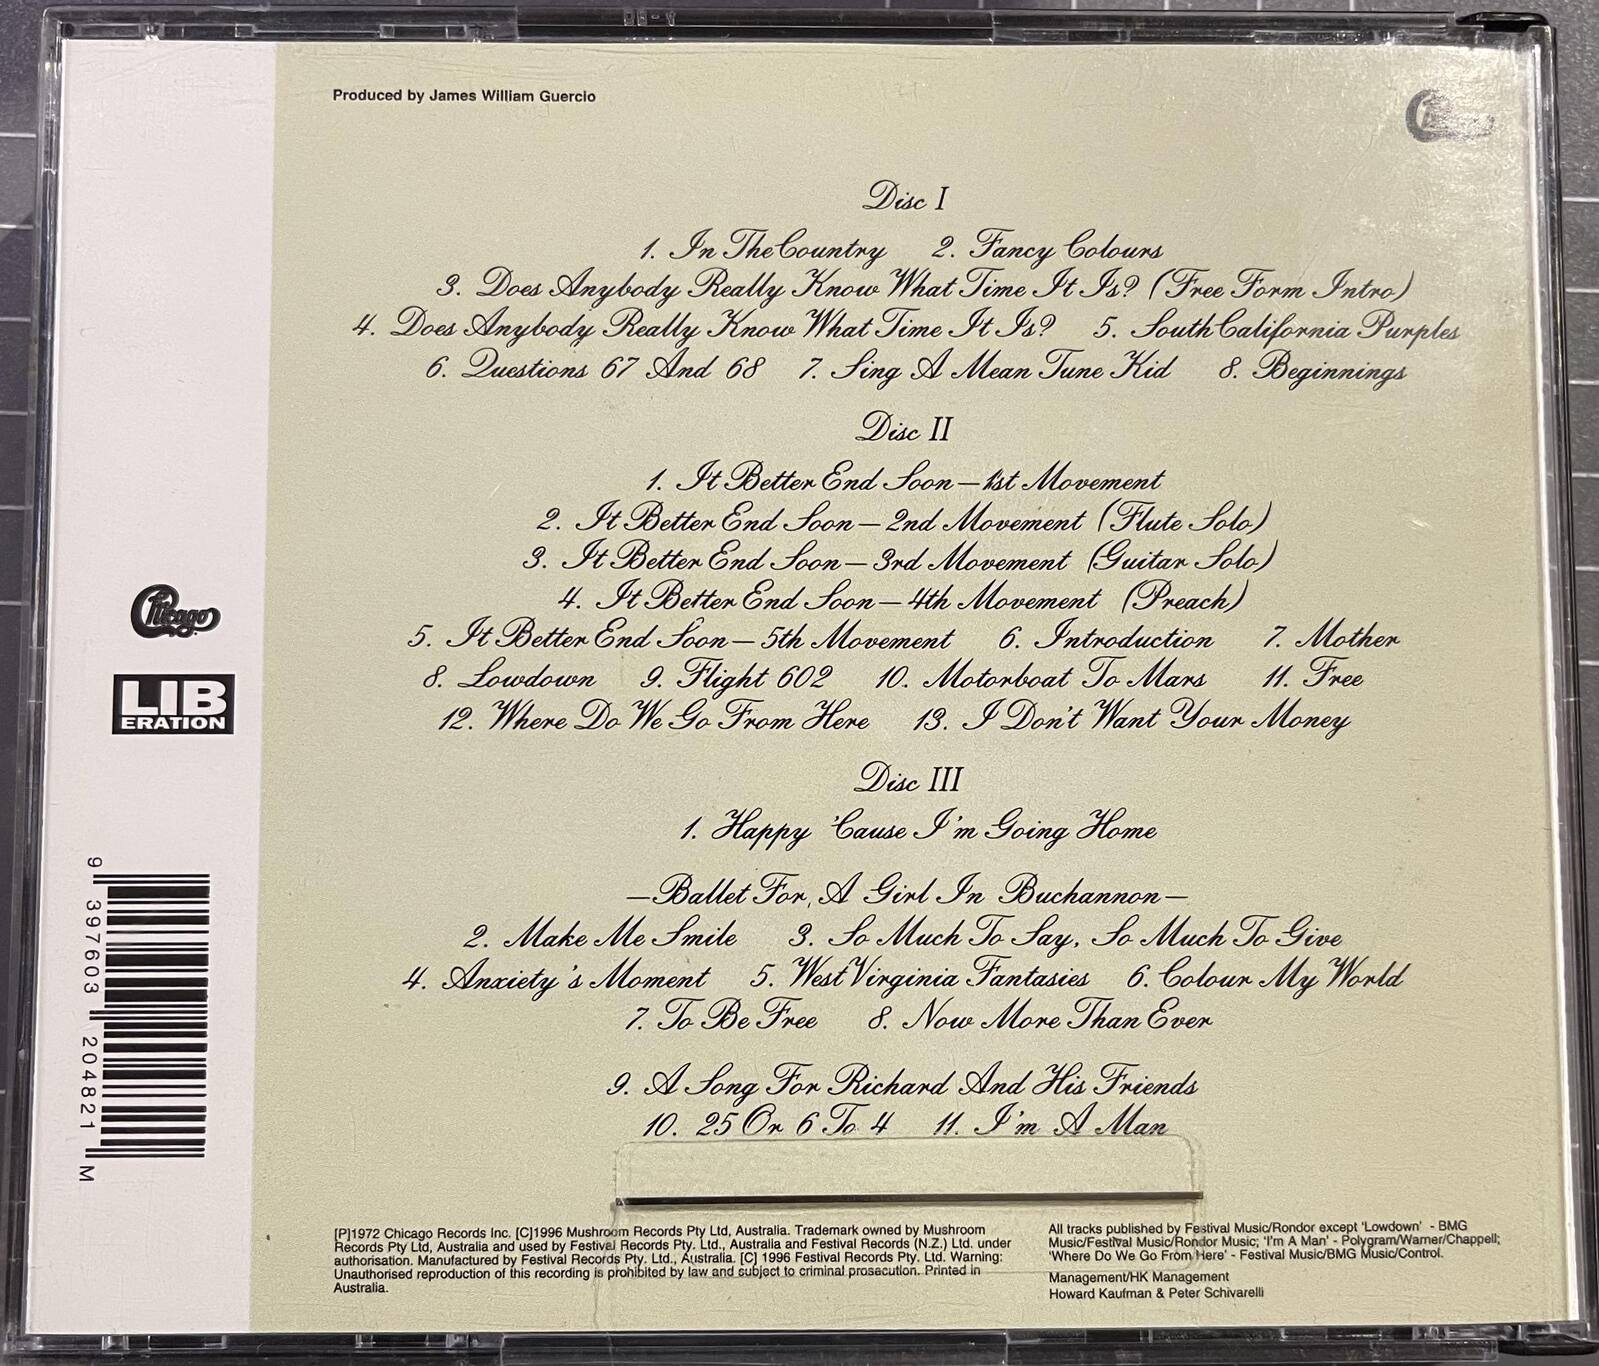 Produced by James William Guercio
Chicago
Disc I
1. In The Country 2. Fancy Colours
3. Does Anybody Really Know What Time It Is? (Free Form Intro)
4. Does Anybody Really Know What Time It Is? 5. South California Purples
6. Questions 67 And 68 7. Sing A Mean Tune Kid 8. Beginnings
Disc II
1. It Better End Soon — 1st Movement
2. It Better End Soon — 2nd Movement (Flute Solo)
3. It Better End Soon — 3rd Movement (Guitar Solo)
4. It Better End Soon — 4th Movement (Preach)
5. It Better End Soon — 5th Movement 6. Introduction 7. Mother
8. Lowdown 9. Flight 602 10. Motorboat To Mars 11. Free
12. Where Do We Go From Here 13. I Don't Want Your Money
Disc III
1. Happy 'Cause I'm Going Home
—Ballet For A Girl In Buchannon—
2. Make Me Smile 3. So Much To Say, So Much To Give
4. Anxiety's Moment 5. West Virginia Fantasies 6. Colour My World
7. To Be Free 8. Now More Than Ever
9. A Song For Richard And His Friends
10. 25 Or 6 To 4 11. I'm A Man
[P]1972 Chicago Records Inc. [C]1996 Mushroom Records Pty Ltd, Australia. Trademark owned by Mushroom
Records Pty Ltd, Australia and used by Festival Records Pty. Ltd., Australia and Festival Records (N.Z.) Ltd. under
authorisation. Manufactured by Festival Records Pty. Ltd., Australia. [C] 1996 Festival Records Pty. Ltd. Warning:
Unauthorised reproduction of this recording is prohibited by law and subject to criminal prosecution. Printed in
Australia.
All tracks published by Festival Music/Rondor except 'Lowdown' - BMG
Music/Festival Music/Rondor Music; 'I'm A Man' - Polygram/Warner/Chappell;
'Where Do We Go From Here' - Festival Music/BMG Music/Control.
Management/HK Management
Howard Kaufman & Peter Schivarelli
Chicago
LIB
ERATION
9 397603 204821 M